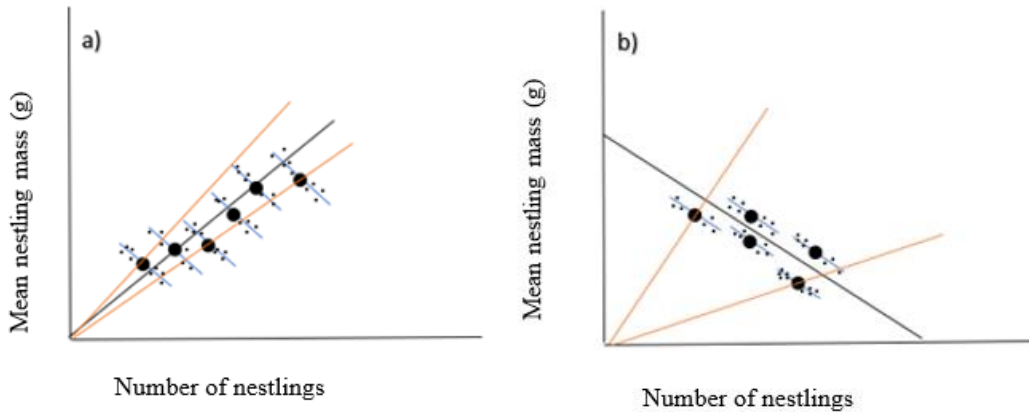 a)
Mean nestling mass (g)
Number of nestlings
b)
Mean nestling mass (g)
Number of nestlings